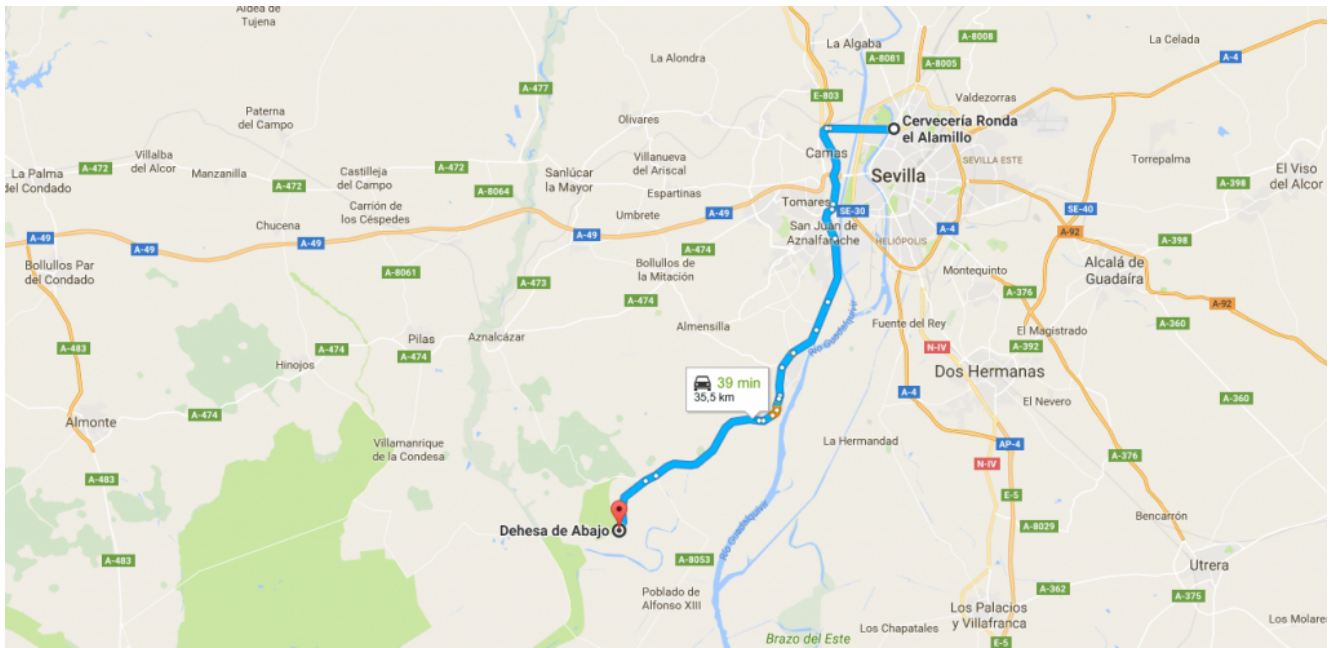 Aldea de
Tujena
A-8008
La Celada
La Algaba
A-8081
A-8005
A-4
La Alondra
A-477
E-803
Valdezorras
Paterna
del Campo
Olivares
Cervecería Ronda
el Alamillo
Camas
Villalba
del Alcor
A-472
La Palma
del Condado
Manzanilla
A-472
Castilleja
del Campo
A-472
A-8064
Sanlúcar
la Mayor
Villanueva
del Ariscal
Espartinas
Sevilla
SEVILLA ESTE
Torrepalma
El Viso
del Alcor
A-398
Carrión de
los Céspedes
Chucena
Umbrete
A-49
Tomares
SE-30
SE-40
A-49
A-49
A-49
A-49
San Juan de
Aznalfarache
HELIÓPOLIS
A-4
A-92
A-398
A-474
Bollullos Par
del Condado
A-8061
A-473
Bollullos de
la Mitación
A-474
Montequinto
Alcalá de
Guadaíra
A-376
A-92
Almensilla
Río Guadalquivir
Fuente del Rey
El Magistrado
A-360
A-483
Hinojos
A-474
Pilas
A-474
Aznalcázar
N-IV
A-392
Dos Hermanas
39 min
35,5 km
A-4
El Nevero
A-360
Almonte
A-474
Villamanrique
de la Condesa
La Hermandad
AP-4
N-IV
A-376
A-483
E-5
Dehesa de Abajo
Río Guadalquivir
A-8029
Bencarrón
A-483
A-8053
Utrera
Poblado de
Alfonso XIII
A-362
A-375
Los Palacios
y Villafranca
Los Molare
Brazo del Este
Los Chapatales
E-5